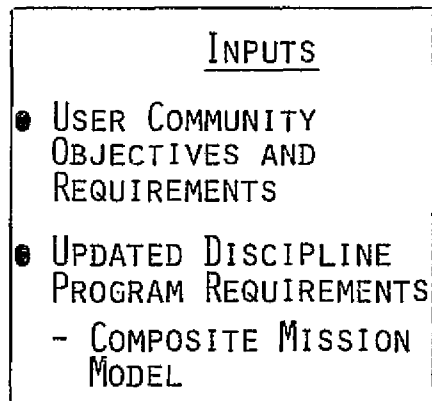 INPUTS
● USER COMMUNITY
OBJECTIVES AND
REQUIREMENTS
● UPDATED DISCIPLINE
PROGRAM REQUIREMENTS
- COMPOSITE MISSION
MODEL